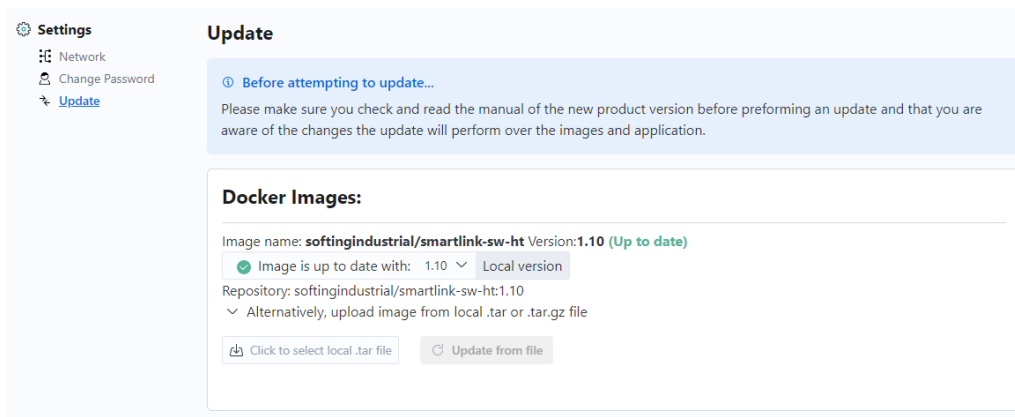 Settings
Network
Change Password
Update
Update
Before attempting to update...
Please make sure you check and read the manual of the new product version before preforming an update and that you are
aware of the changes the update will perform over the images and application.
Docker Images:
Image name: softingindustrial/smartlink-sw-ht Version:1.10 (Up to date)
Image is up to date with: 1.10 Local version
Repository: softingindustrial/smartlink-sw-ht:1.10
Alternatively, upload image from local .tar or .tar.gz file
Click to select local .tar file Update from file